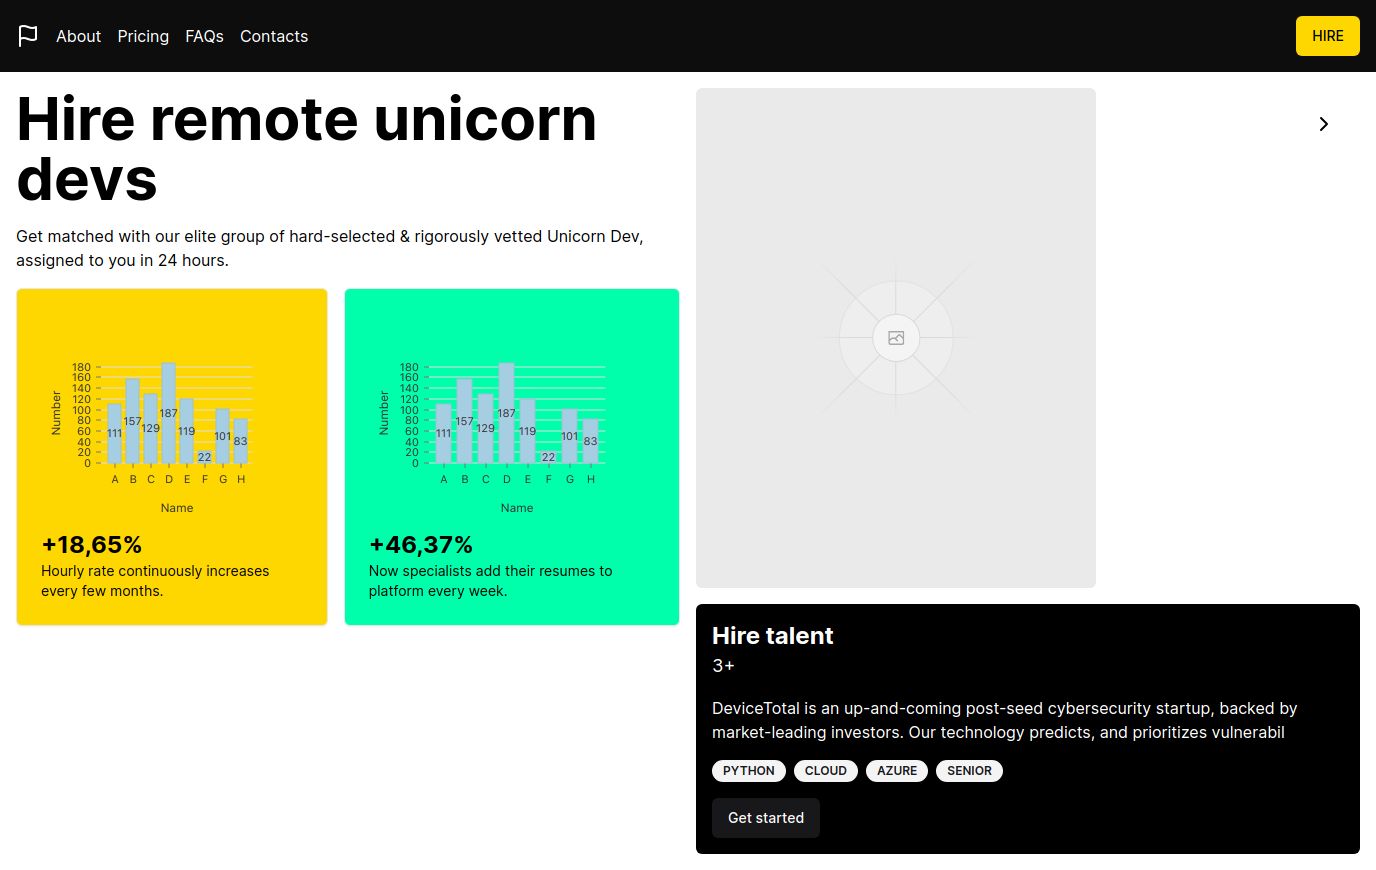 About Pricing FAQs Contacts
HIRE
Hire remote unicorn
devs
Get matched with our elite group of hard-selected & rigorously vetted Unicorn Dev,
assigned to you in 24 hours.
180
160
140
120
100
80
60
40
20
0
Number
111 157 129 187 119 22 101 83
A B C D E F G H
Name
+18,65%
Hourly rate continuously increases
every few months.
180
160
140
120
100
80
60
40
20
0
Number
111 157 129 187 119 22 101 83
A B C D E F G H
Name
+46,37%
Now specialists add their resumes to
platform every week.
Hire talent
3+
DeviceTotal is an up-and-coming post-seed cybersecurity startup, backed by
market-leading investors. Our technology predicts, and prioritizes vulnerabil
PYTHON CLOUD AZURE SENIOR
Get started